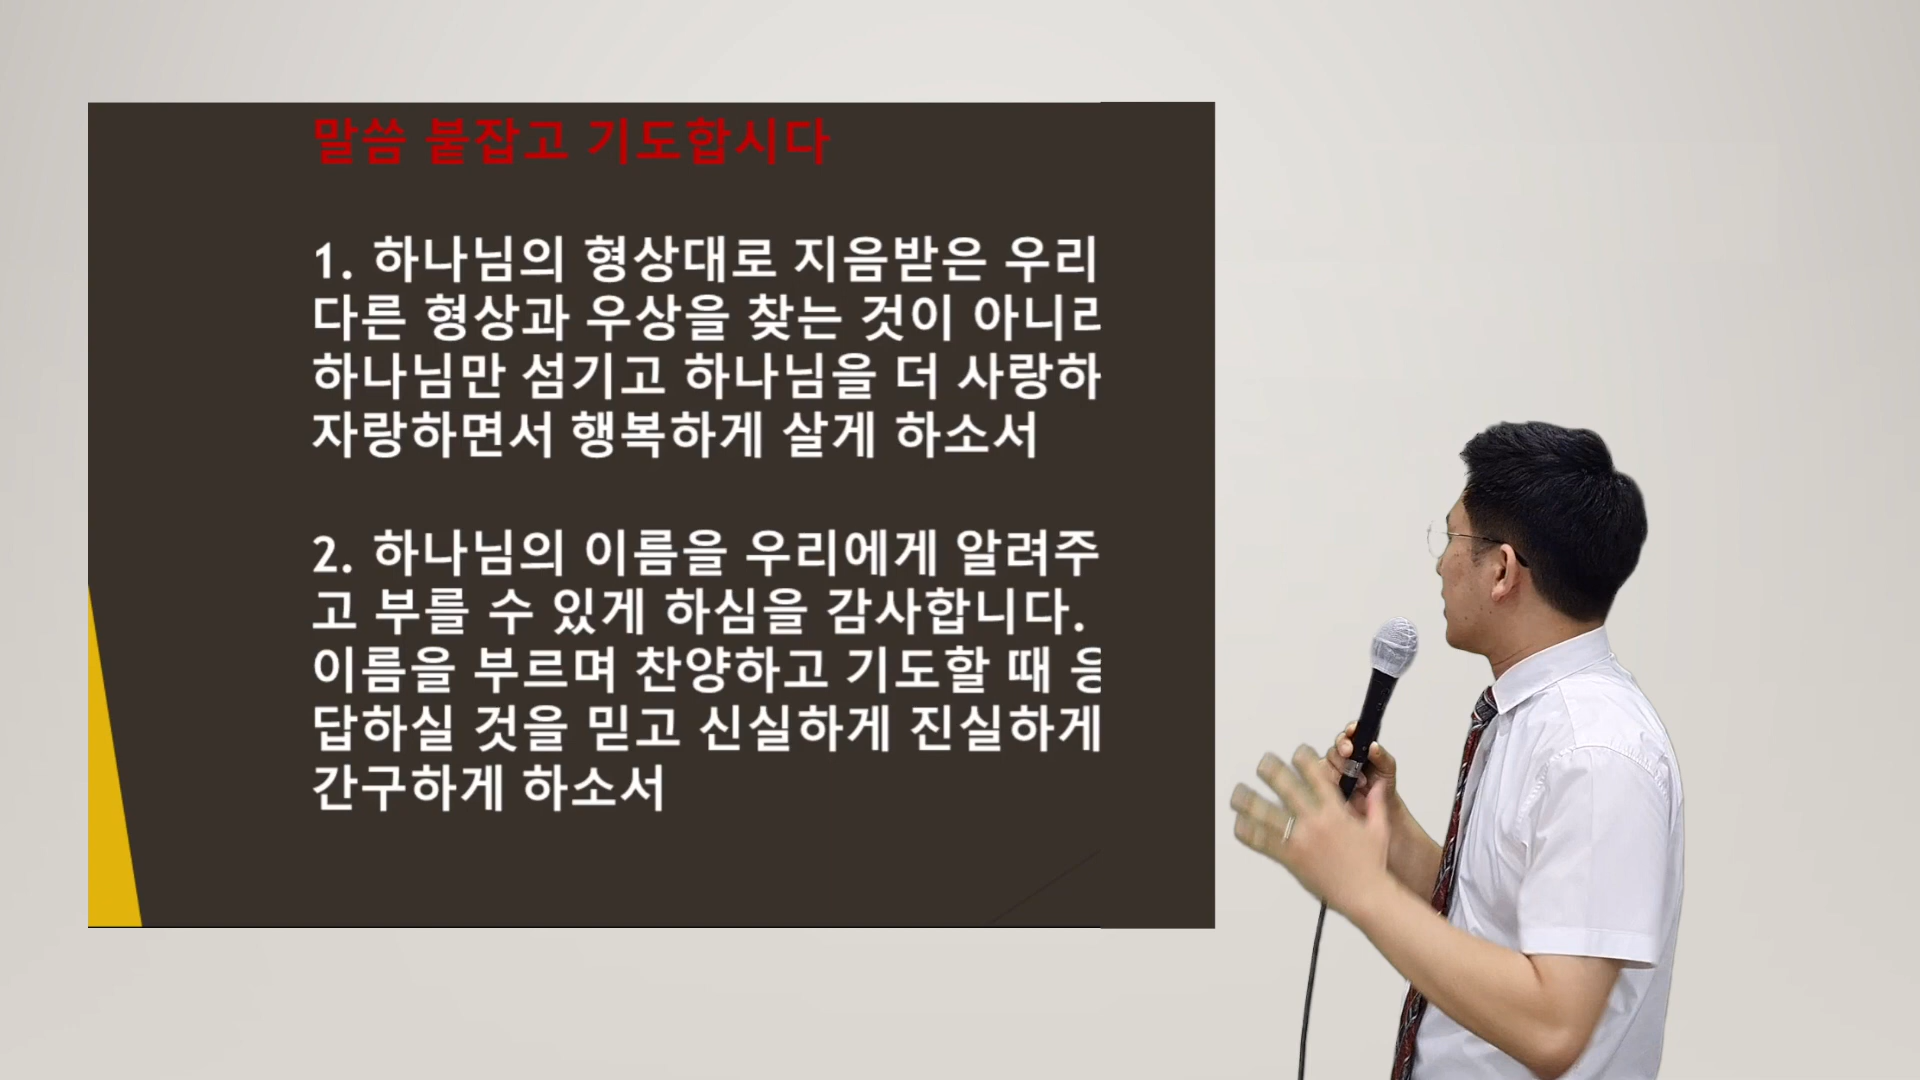 말씀 붙잡고 기도합시다
1. 하나님의 형상대로 지음받은 우리
다른 형상과 우상을 찾는 것이 아니라
하나님만 섬기고 하나님을 더 사랑하
자랑하면서 행복하게 살게 하소서
2. 하나님의 이름을 우리에게 알려주
고 부를 수 있게 하심을 감사합니다.
이름을 부르며 찬양하고 기도할 때 응
답하실 것을 믿고 신실하게 진실하게
간구하게 하소서